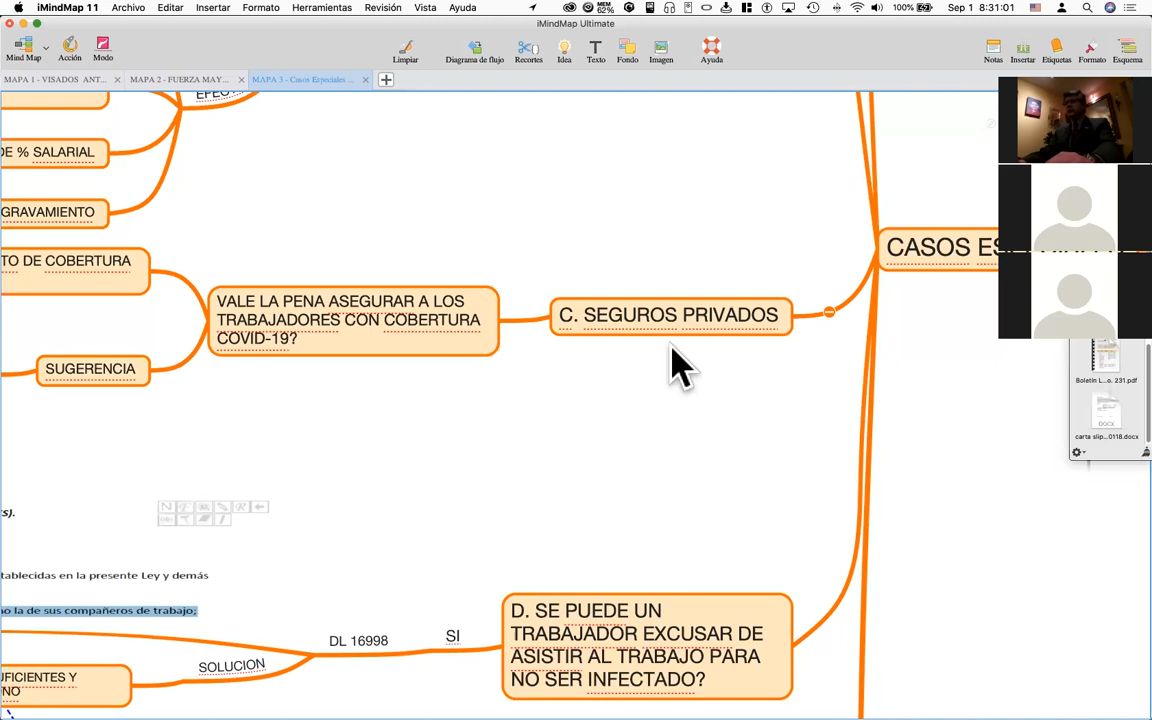 iMindMap 11 Archivo Editar Insertar Formato Herramientas Revisión Vista Ayuda MEM 62% 100% Sep 1 8:31:01
iMindMap Ultimate
Mind Map Acción Modo Limpiar Diagrama de flujo Recortes Idea Texto Fondo Imagen Ayuda Notas Insertar Etiquetas Formato Esquema
MAPA 1 - VISADOS ANT... MAPA 2 - FUERZA MAY... MAPA 3 - Casos Especiales ...
EFECT
DE % SALARIAL
GRAVAMIENTO
TO DE COBERTURA
SUGERENCIA
VALE LA PENA ASEGURAR A LOS
TRABAJADORES CON COBERTURA
COVID-19?
C. SEGUROS PRIVADOS
CASOS
Boletín L...o. 231.pdf
DOCX
carta slip...0118.docx
s).
tablecidas en la presente Ley y demás
no la de sus compañeros de trabajo;
DL 16998
SI
SOLUCION
UFICIENTES Y
NO
D. SE PUEDE UN
TRABAJADOR EXCUSAR DE
ASISTIR AL TRABAJO PARA
NO SER INFECTADO?